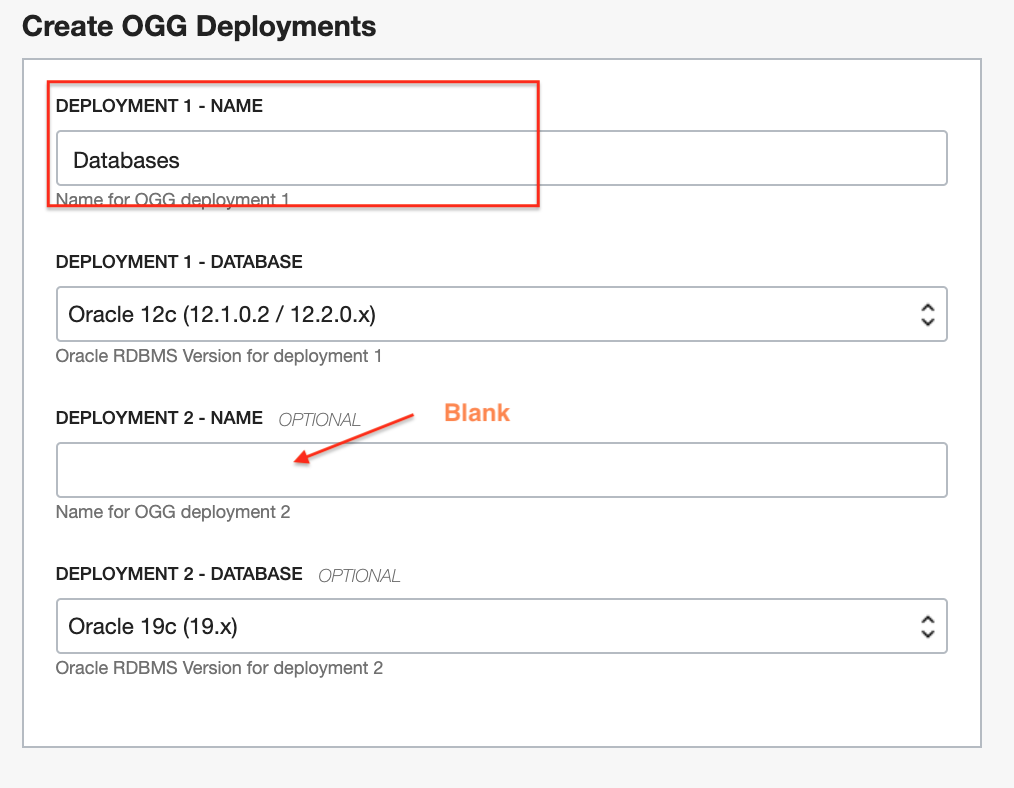 Create OGG Deployments
DEPLOYMENT 1 - NAME
Databases
Name for OGG deployment 1
DEPLOYMENT 1 - DATABASE
Oracle 12c (12.1.0.2 / 12.2.0.x)
Oracle RDBMS Version for deployment 1
DEPLOYMENT 2 - NAME OPTIONAL
Blank
Name for OGG deployment 2
DEPLOYMENT 2 - DATABASE OPTIONAL
Oracle 19c (19.x)
Oracle RDBMS Version for deployment 2